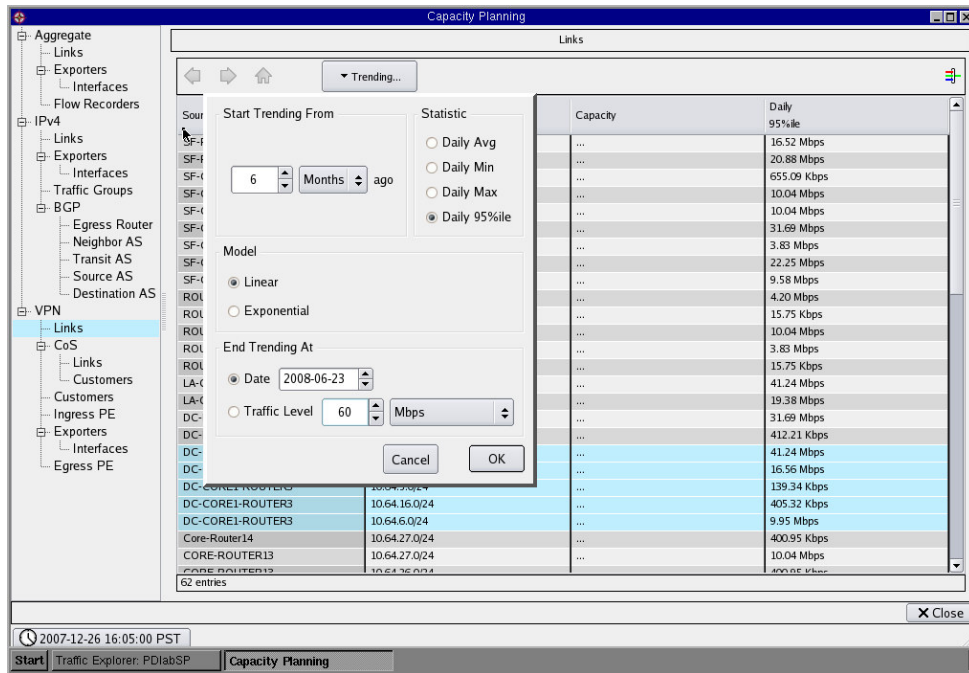 Capacity Planning
Aggregate
Links
Exporters
Interfaces
Flow Recorders
IPv4
Links
Exporters
Interfaces
Traffic Groups
BGP
Egress Router
Neighbor AS
Transit AS
Source AS
Destination AS
VPN
Links
CoS
Links
Customers
Customers
Ingress PE
Exporters
Interfaces
Egress PE
Links
Trending...
Capacity
Daily
95%ile
Start Trending From
6 Months ago
Statistic
Daily Avg
Daily Min
Daily Max
Daily 95%ile
Model
Linear
Exponential
End Trending At
Date 2008-06-23
Traffic Level 60 Mbps
Cancel OK
... 16.52 Mbps
... 20.88 Mbps
... 655.09 Kbps
... 10.04 Mbps
... 10.04 Mbps
... 31.69 Mbps
... 3.83 Mbps
... 22.25 Mbps
... 9.58 Mbps
... 4.20 Mbps
... 15.75 Kbps
... 10.04 Mbps
... 3.83 Mbps
... 15.75 Kbps
... 41.24 Mbps
... 19.38 Mbps
... 31.69 Mbps
... 412.21 Kbps
... 41.24 Mbps
... 16.56 Mbps
... 139.34 Kbps
DC-CORE1-ROUTER3 10.64.16.0/24 ... 405.32 Kbps
DC-CORE1-ROUTER3 10.64.6.0/24 ... 9.95 Mbps
Core-Router14 10.64.27.0/24 ... 400.95 Kbps
CORE-ROUTER13 10.64.27.0/24 ... 10.04 Mbps
62 entries
Close
2007-12-26 16:05:00 PST
Start Traffic Explorer: PDlabSP Capacity Planning